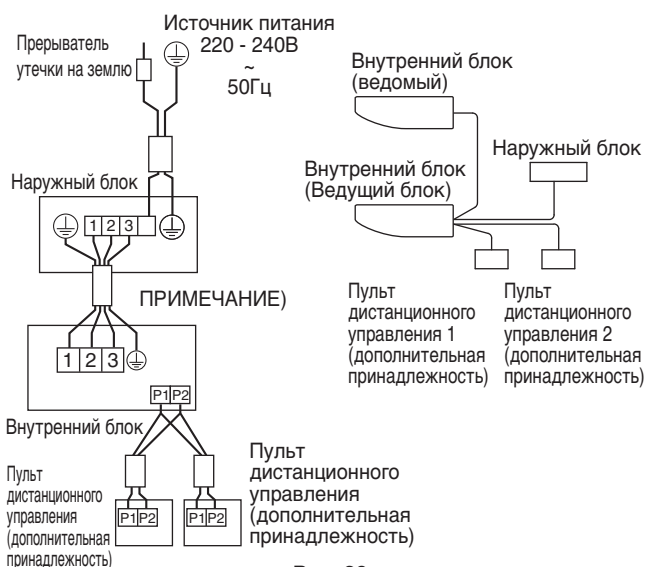 Источник питания
220 - 240В
~
50Гц
Прерыватель
утечки на землю
Наружный блок
1 2 3
ПРИМЕЧАНИЕ)
1 2 3
P1 P2
Внутренний блок
Пульт
дистанционного
управления
(дополнительная
принадлежность)
P1 P2
P1 P2
Пульт
дистанционного
управления
(дополнительная
принадлежность)
Внутренний блок
(ведомый)
Внутренний блок
(Ведущий блок)
Наружный блок
Пульт
дистанционного
управления 1
(дополнительная
принадлежность)
Пульт
дистанционного
управления 2
(дополнительная
принадлежность)